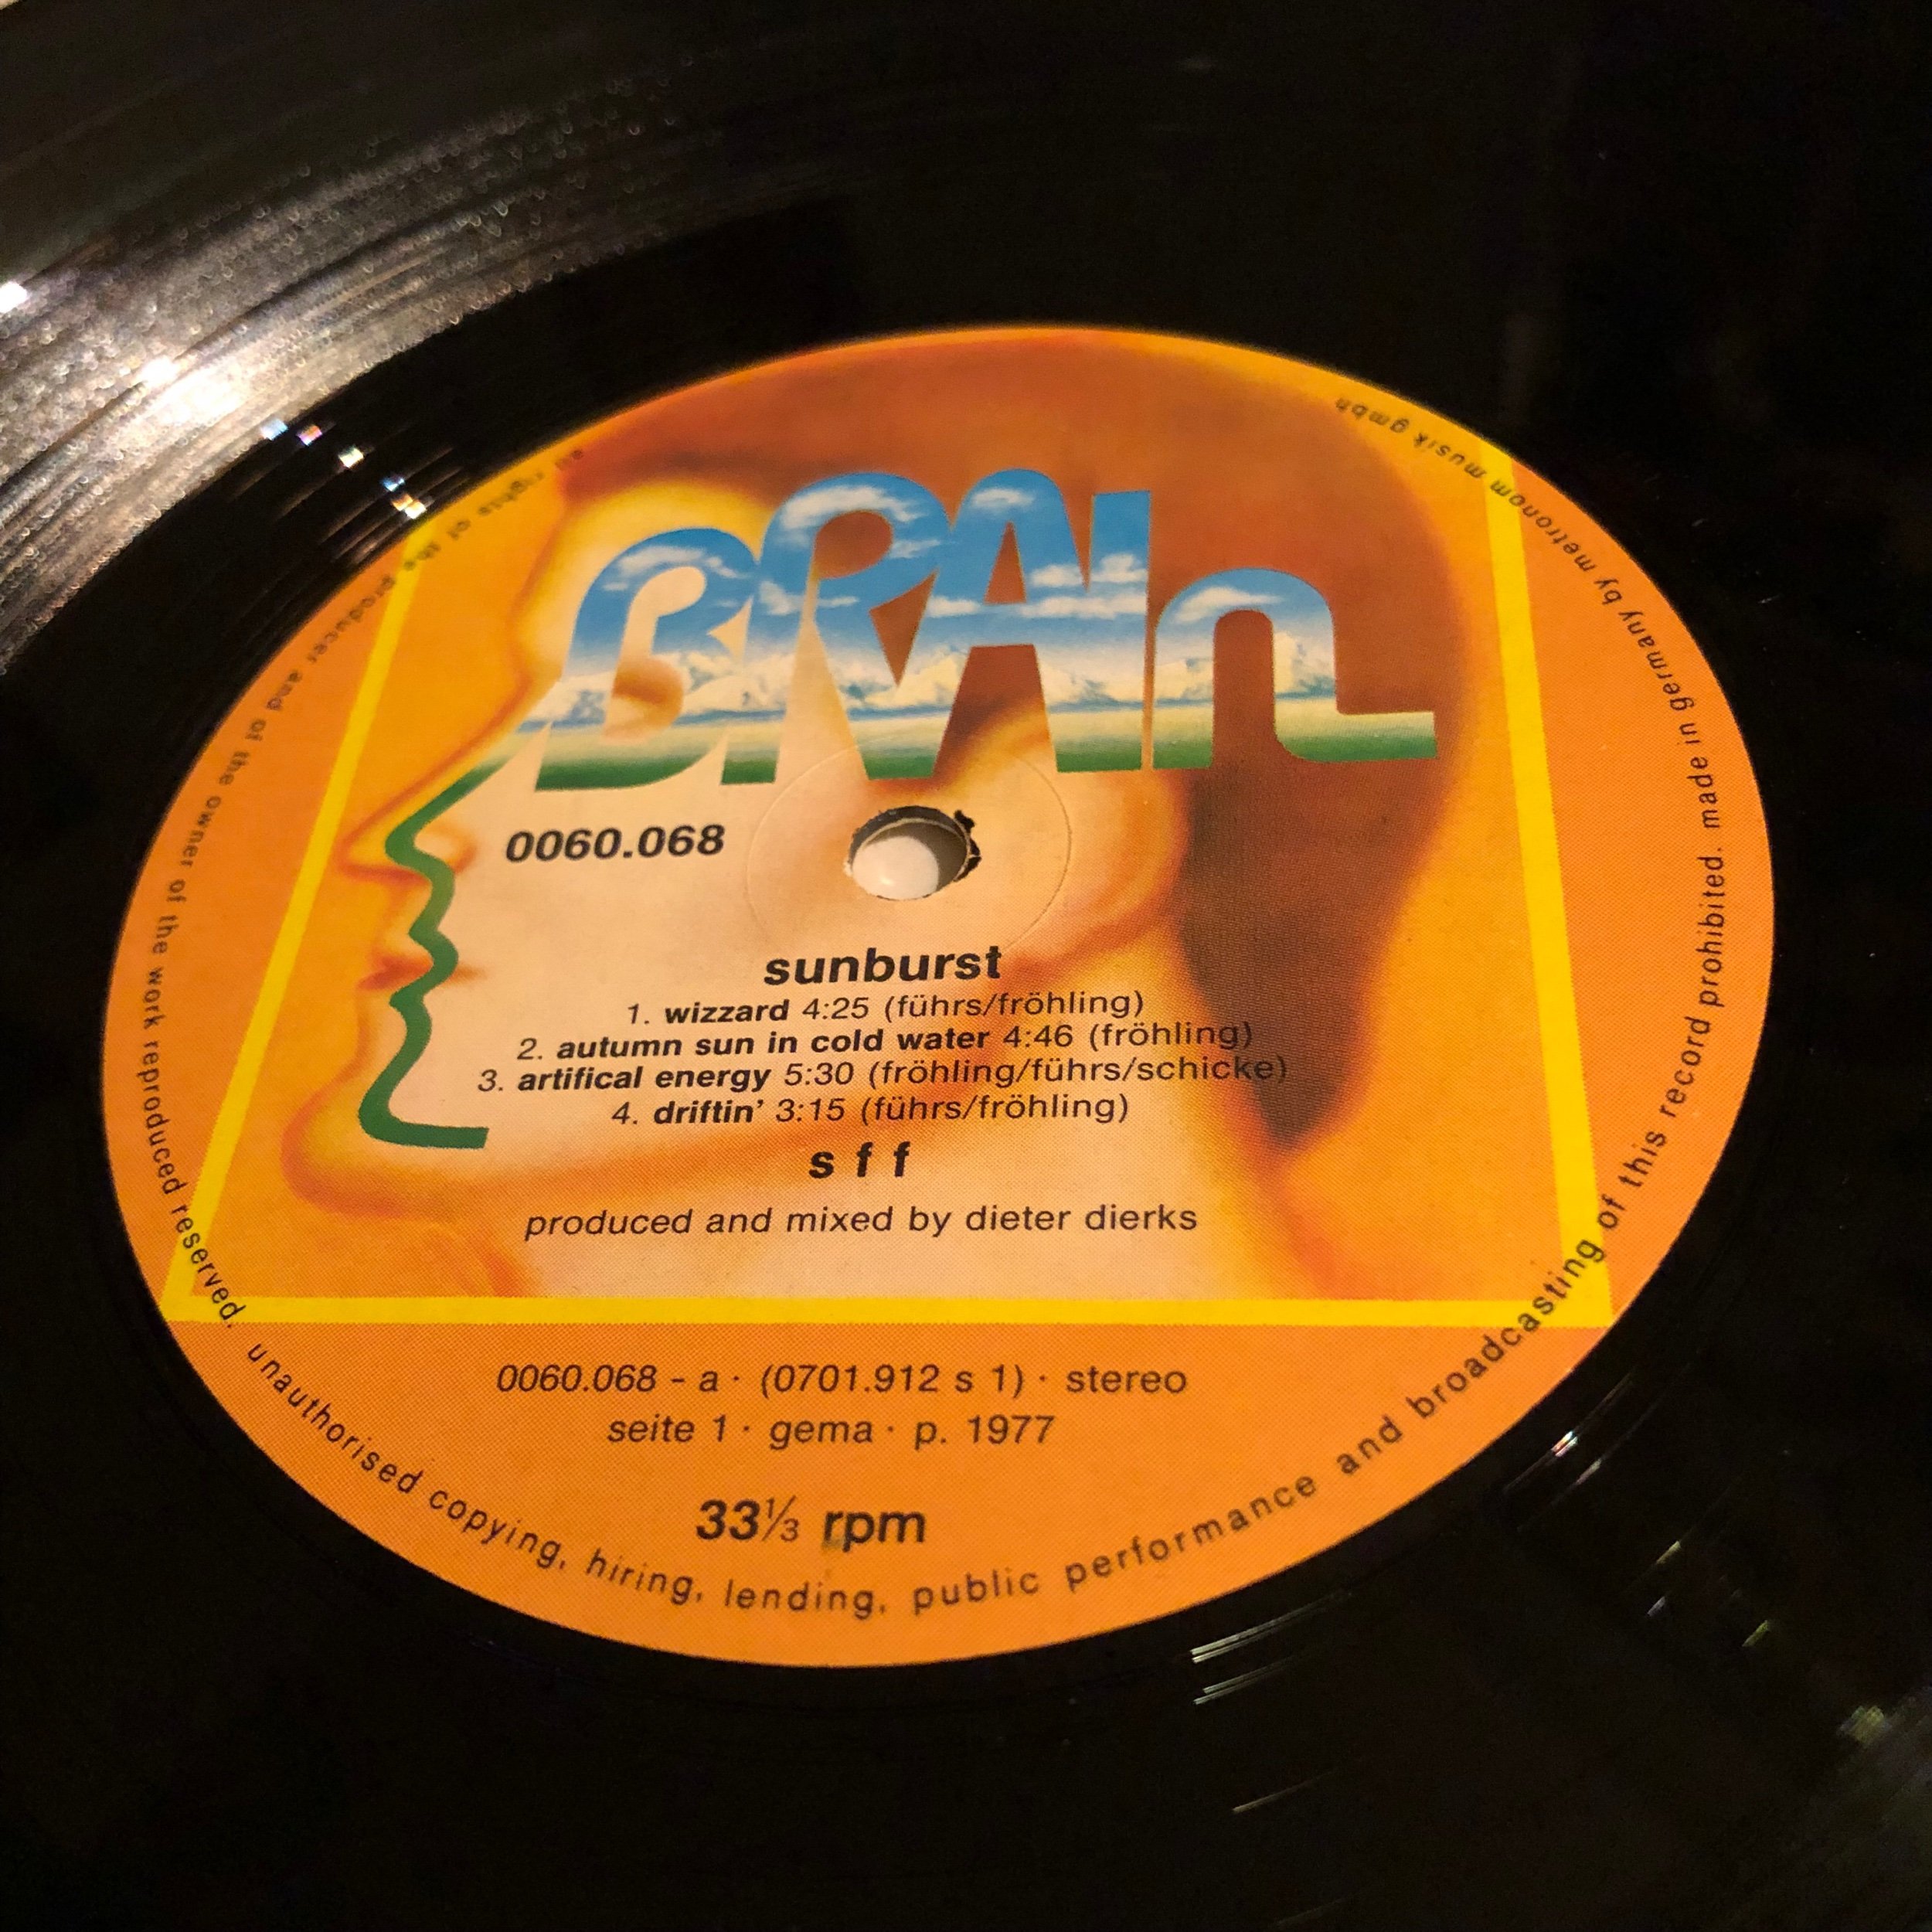 BRAIn
0060.068
sunburst
1. wizzard 4:25 (führs/fröhling)
2. autumn sun in cold water 4:46 (fröhling)
3. artifical energy 5:30 (fröhling/führs/schicke)
4. driftin’ 3:15 (führs/fröhling)
s f f
produced and mixed by dieter dierks
0060.068 - a · (0701.912 s 1) · stereo
seite 1 · gema · p. 1977
33⅓ rpm
all rights of the producer and of the owner of the work reproduced reserved. unauthorised copying, hiring, lending, public performance and broadcasting of this record prohibited. made in germany by metronom musik gmbh